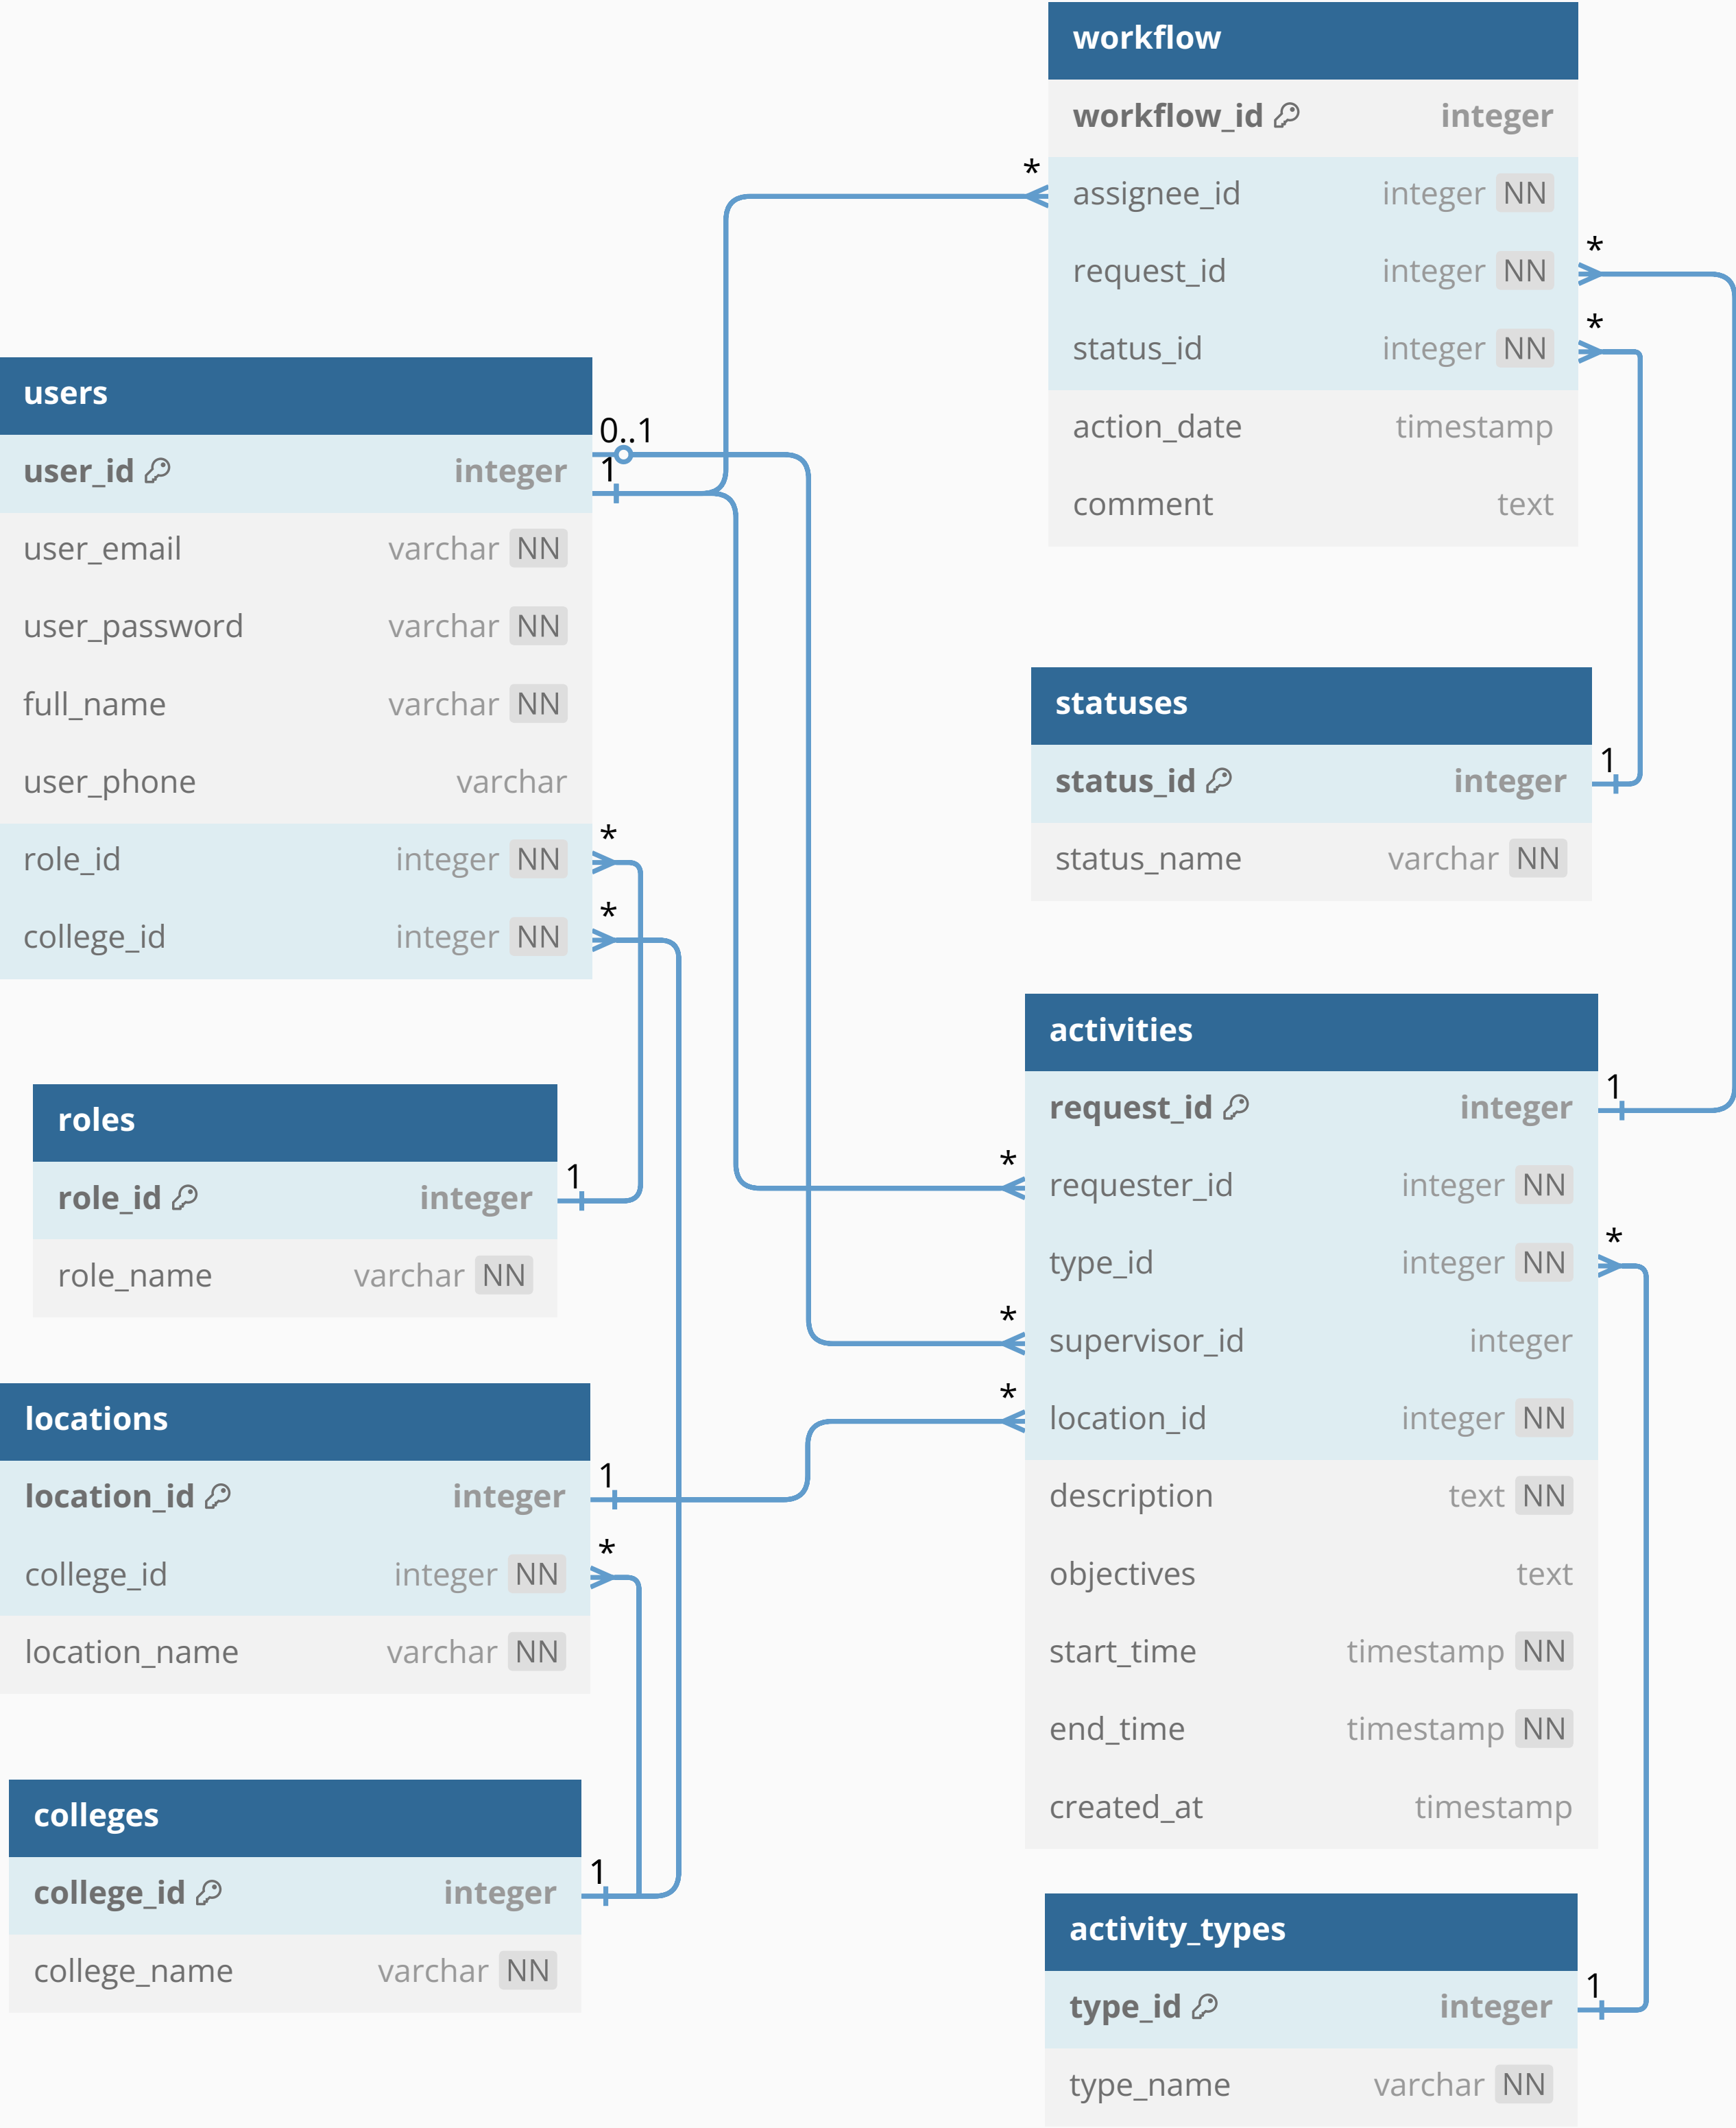 workflow
workflow_id integer
* assignee_id integer NN
request_id integer NN *
status_id integer NN *
action_date timestamp
comment text
users
user_id integer 0..1
1
user_email varchar NN
user_password varchar NN
full_name varchar NN
user_phone varchar
role_id integer NN *
college_id integer NN *
statuses
status_id integer 1
status_name varchar NN
roles
role_id integer 1
role_name varchar NN
activities
request_id integer 1
* requester_id integer NN
type_id integer NN *
* supervisor_id integer
* location_id integer NN
description text NN
objectives text
start_time timestamp NN
end_time timestamp NN
created_at timestamp
locations
location_id integer 1
college_id integer NN *
location_name varchar NN
colleges
college_id integer 1
college_name varchar NN
activity_types
type_id integer 1
type_name varchar NN